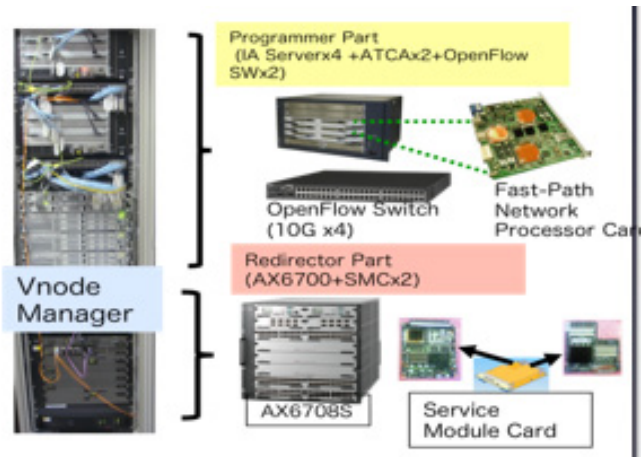 Programmer Part
(IA Serverx4 +ATCAx2+OpenFlow
SWx2)
OpenFlow Switch
(10G x4)
Fast-Path
Network
Processor Car
Redirector Part
(AX6700+SMCx2)
Vnode
Manager
AX6708S
Service
Module Card